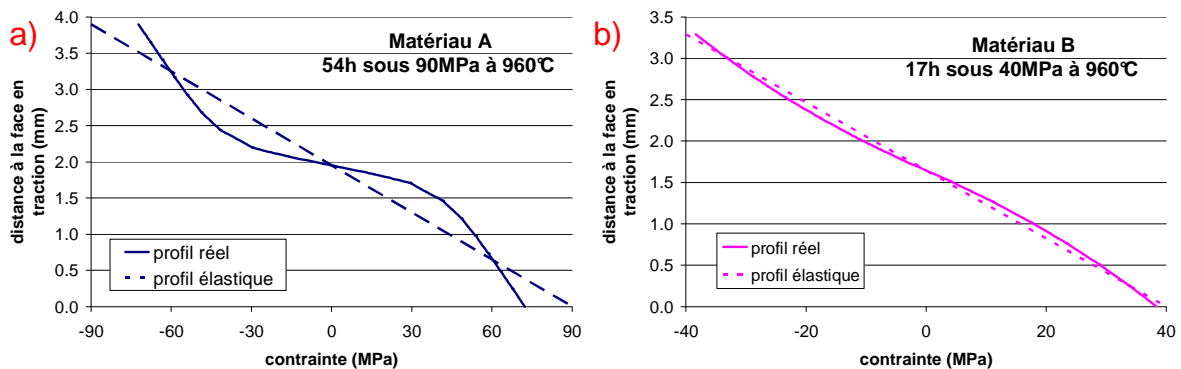 a)
Matériau A
54h sous 90MPa à 960°C
distance à la face en
traction (mm)
4.0
3.5
3.0
2.5
2.0
1.5
1.0
0.5
0.0
profil réel
profil élastique
-90 -60 -30 0 30 60 90
contrainte (MPa)
b)
Matériau B
17h sous 40MPa à 960°C
distance à la face en
traction (mm)
3.5
3.0
2.5
2.0
1.5
1.0
0.5
0.0
profil réel
profil élastique
-40 -20 0 20 40
contrainte (MPa)